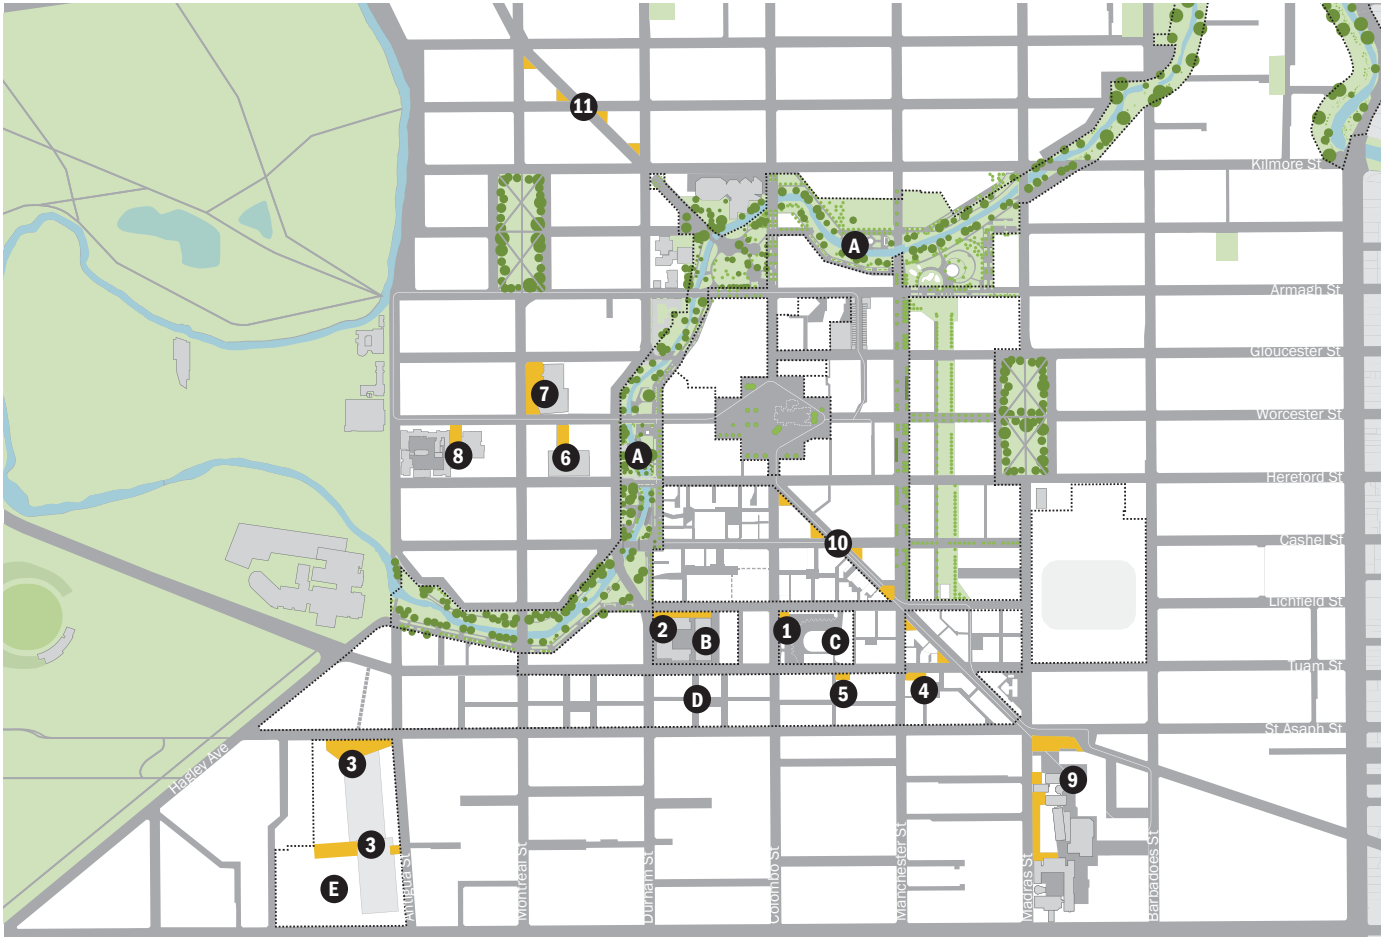 11
Kilmore St
A
Armagh St
Gloucester St
7
Worcester St
8
6
A
Hereford St
10
Cashel St
Lichfield St
2
B
1
C
Tuam St
D
5
4
H
St Asaph St
Hagley Ave
3
9
3
E
Antigua St
Montreal St
Durham St
Colombo St
Manchester St
Madras St
Barbadoes St